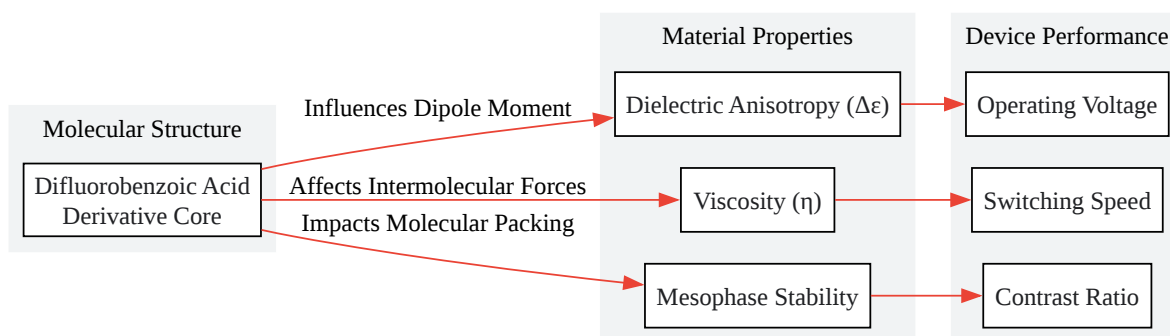 Molecular Structure
Difluorobenzoic Acid
Derivative Core
Influences Dipole Moment
Affects Intermolecular Forces
Impacts Molecular Packing
Material Properties
Dielectric Anisotropy (Δε)
Viscosity (η)
Mesophase Stability
Device Performance
Operating Voltage
Switching Speed
Contrast Ratio